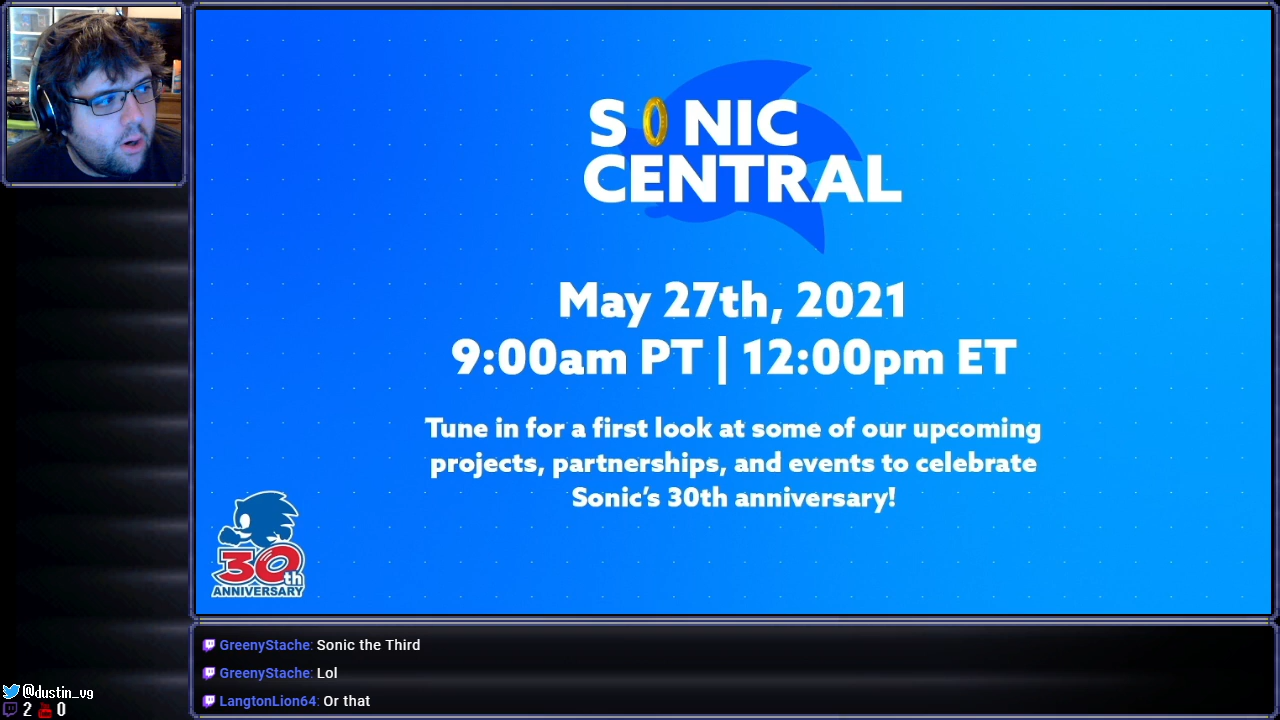 S NIC
CENTRAL
May 27th, 2021
9:00am PT | 12:00pm ET
Tune in for a first look at some of our upcoming
projects, partnerships, and events to celebrate
Sonic's 30th anniversary!
30th
ANNIVERSARY
GreenyStache: Sonic the Third
GreenyStache: Lol
LangtonLion64: Or that
@dustin_vg
2 0